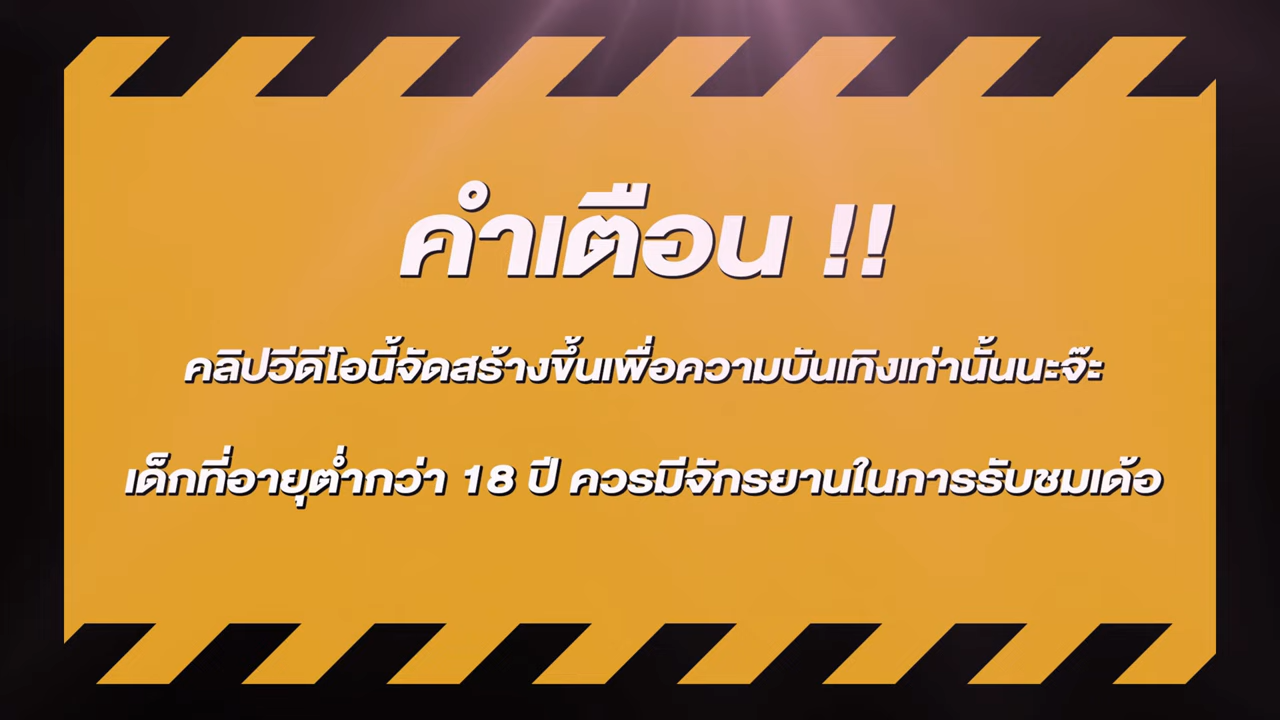 คำเตือน !!
คลิปวีดีโอนี้จัดสร้างขึ้นเพื่อความบันเทิงเท่านั้นนะจ๊ะ
เด็กที่อายุต่ำกว่า 18 ปี ควรมีจักรยานในการรับชมเด้อ